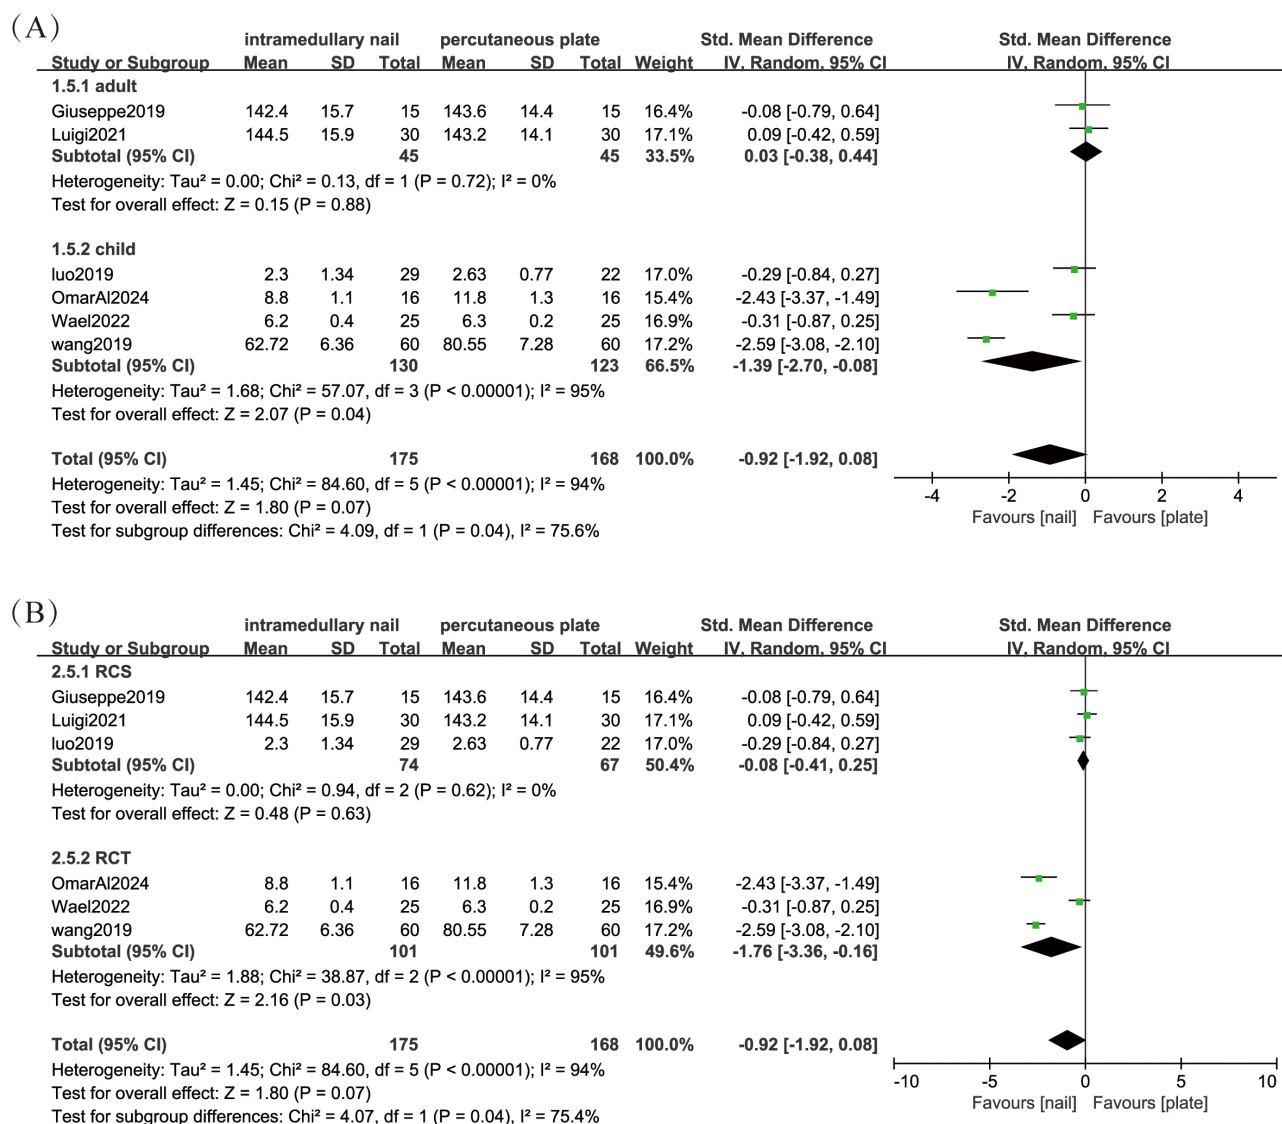 (A)
intramedullary nail percutaneous plate Std. Mean Difference Std. Mean Difference
Study or Subgroup Mean SD Total Mean SD Total Weight IV, Random, 95% CI IV, Random, 95% CI
1.5.1 adult
Giuseppe2019 142.4 15.7 15 143.6 14.4 15 16.4% -0.08 [-0.79, 0.64]
Luigi2021 144.5 15.9 30 143.2 14.1 30 17.1% 0.09 [-0.42, 0.59]
Subtotal (95% CI) 45 45 33.5% 0.03 [-0.38, 0.44]
Heterogeneity: Tau² = 0.00; Chi² = 0.13, df = 1 (P = 0.72); I² = 0%
Test for overall effect: Z = 0.15 (P = 0.88)
1.5.2 child
luo2019 2.3 1.34 29 2.63 0.77 22 17.0% -0.29 [-0.84, 0.27]
OmarAl2024 8.8 1.1 16 11.8 1.3 16 15.4% -2.43 [-3.37, -1.49]
Wael2022 6.2 0.4 25 6.3 0.2 25 16.9% -0.31 [-0.87, 0.25]
wang2019 62.72 6.36 60 80.55 7.28 60 17.2% -2.59 [-3.08, -2.10]
Subtotal (95% CI) 130 123 66.5% -1.39 [-2.70, -0.08]
Heterogeneity: Tau² = 1.68; Chi² = 57.07, df = 3 (P < 0.00001); I² = 95%
Test for overall effect: Z = 2.07 (P = 0.04)
Total (95% CI) 175 168 100.0% -0.92 [-1.92, 0.08]
Heterogeneity: Tau² = 1.45; Chi² = 84.60, df = 5 (P < 0.00001); I² = 94%
-4 -2 0 2 4
Test for overall effect: Z = 1.80 (P = 0.07)
Favours [nail] Favours [plate]
Test for subgroup differences: Chi² = 4.09, df = 1 (P = 0.04), I² = 75.6%
(B)
intramedullary nail percutaneous plate Std. Mean Difference Std. Mean Difference
Study or Subgroup Mean SD Total Mean SD Total Weight IV, Random, 95% CI IV, Random, 95% CI
2.5.1 RCS
Giuseppe2019 142.4 15.7 15 143.6 14.4 15 16.4% -0.08 [-0.79, 0.64]
Luigi2021 144.5 15.9 30 143.2 14.1 30 17.1% 0.09 [-0.42, 0.59]
luo2019 2.3 1.34 29 2.63 0.77 22 17.0% -0.29 [-0.84, 0.27]
Subtotal (95% CI) 74 67 50.4% -0.08 [-0.41, 0.25]
Heterogeneity: Tau² = 0.00; Chi² = 0.94, df = 2 (P = 0.62); I² = 0%
Test for overall effect: Z = 0.48 (P = 0.63)
2.5.2 RCT
OmarAl2024 8.8 1.1 16 11.8 1.3 16 15.4% -2.43 [-3.37, -1.49]
Wael2022 6.2 0.4 25 6.3 0.2 25 16.9% -0.31 [-0.87, 0.25]
wang2019 62.72 6.36 60 80.55 7.28 60 17.2% -2.59 [-3.08, -2.10]
Subtotal (95% CI) 101 101 49.6% -1.76 [-3.36, -0.16]
Heterogeneity: Tau² = 1.88; Chi² = 38.87, df = 2 (P < 0.00001); I² = 95%
Test for overall effect: Z = 2.16 (P = 0.03)
Total (95% CI) 175 168 100.0% -0.92 [-1.92, 0.08]
Heterogeneity: Tau² = 1.45; Chi² = 84.60, df = 5 (P < 0.00001); I² = 94%
-10 -5 0 5 10
Test for overall effect: Z = 1.80 (P = 0.07)
Favours [nail] Favours [plate]
Test for subgroup differences: Chi² = 4.07, df = 1 (P = 0.04), I² = 75.4%